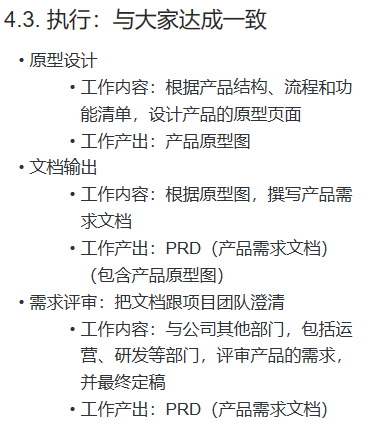 4.3. 执行：与大家达成一致
• 原型设计
• 工作内容：根据产品结构、流程和功
能清单，设计产品的原型页面
• 工作产出：产品原型图
• 文档输出
• 工作内容：根据原型图，撰写产品需
求文档
• 工作产出：PRD（产品需求文档）
（包含产品原型图）
• 需求评审：把文档跟项目团队澄清
• 工作内容：与公司其他部门，包括运
营、研发等部门，评审产品的需求，
并最终定稿
• 工作产出：PRD（产品需求文档）